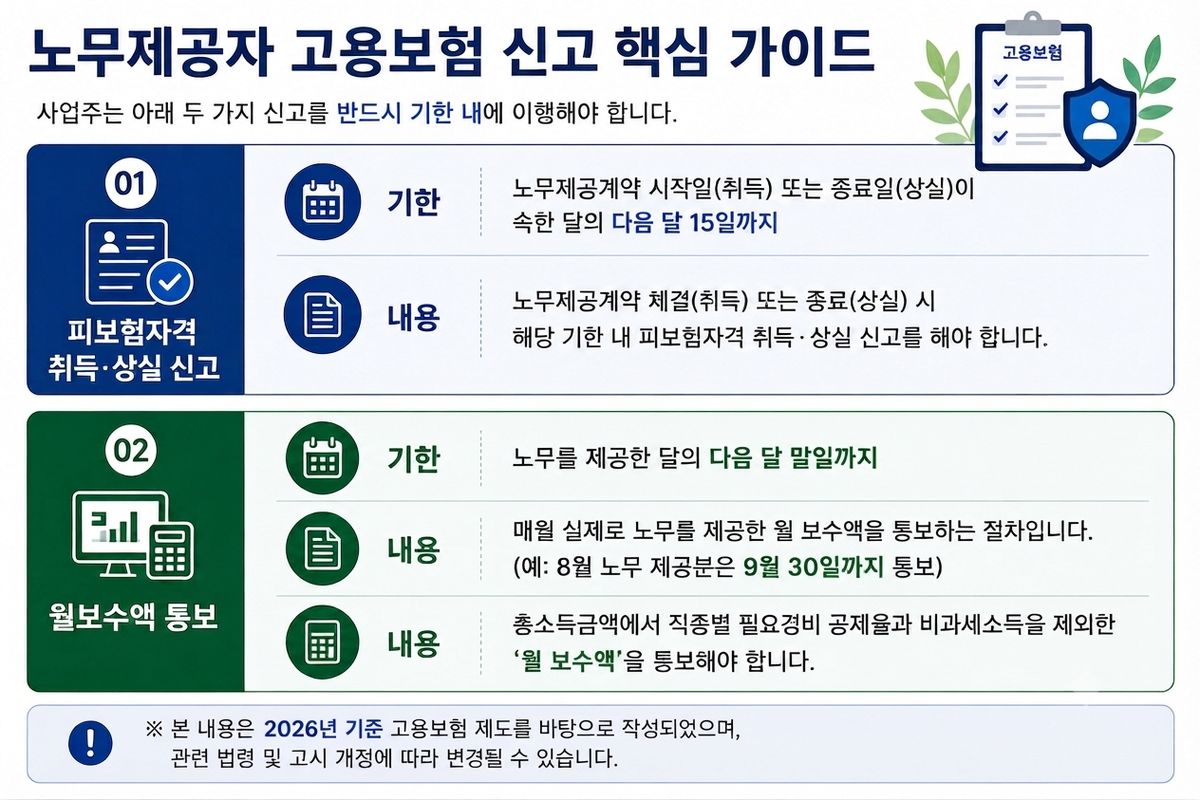 노무제공자 고용보험 신고 핵심 가이드
사업주는 아래 두 가지 신고를 반드시 기한 내에 이행해야 합니다.
고용보험
01
피보험자격
취득·상실 신고
기한
노무제공계약 시작일(취득) 또는 종료일(상실)이
속한 달의 다음 달 15일까지
내용
노무제공계약 체결(취득) 또는 종료(상실) 시
해당 기한 내 피보험자격 취득·상실 신고를 해야 합니다.
02
월보수액 통보
기한
노무를 제공한 달의 다음 달 말일까지
내용
매월 실제로 노무를 제공한 월 보수액을 통보하는 절차입니다.
(예: 8월 노무 제공분은 9월 30일까지 통보)
내용
총소득금액에서 직종별 필요경비 공제율과 비과세소득을 제외한
‘월 보수액’을 통보해야 합니다.
※ 본 내용은 2026년 기준 고용보험 제도를 바탕으로 작성되었으며,
관련 법령 및 고시 개정에 따라 변경될 수 있습니다.